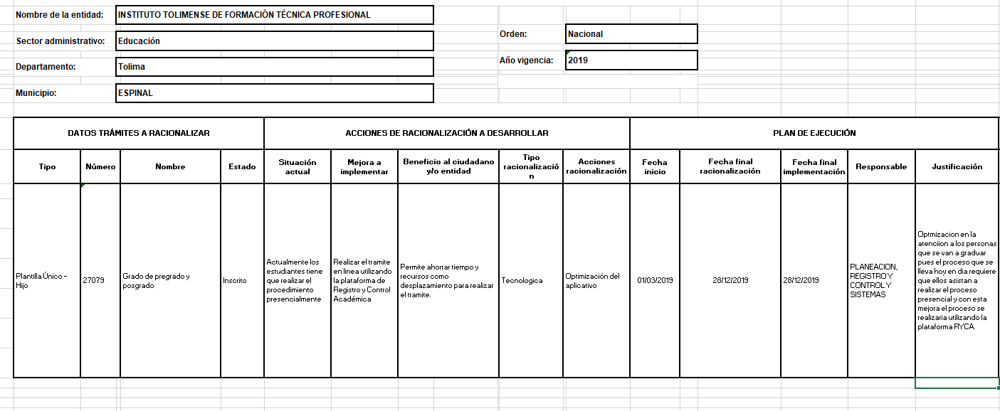 Nombre de la entidad:
INSTITUTO TOLIMENSE DE FORMACIÓN TÉCNICA PROFESIONAL
Orden:
Nacional
Sector administrativo:
Educación
Año vigencia:
2019
Departamento:
Tolima
Municipio:
ESPINAL
DATOS TRÁMITES A RACIONALIZAR
ACCIONES DE RACIONALIZACIÓN A DESARROLLAR
PLAN DE EJECUCIÓN
Tipo
Número
Nombre
Estado
Situación
actual
Mejora a
implementar
Beneficio al ciudadano
y/o entidad
Tipo
racionalizació
n
Acciones
racionalización
Fecha
inicio
Fecha final
racionalización
Fecha final
implementación
Responsable
Justificación
Plantilla Único -
Hijo
27079
Grado de pregrado y
posgrado
Inscrito
Actualmente los
estudiantes tiene
que realizar el
procedimiento
presencialmente
Realizar el tramite
en linea utilizando
la plataforma de
Registro y Control
Académica
Permite ahorrar tiempo y
recursos como
desplazamiento para realizar
el tramite.
Tecnologica
Optimización del
aplicativo
01/03/2019
28/12/2019
28/12/2019
PLANEACION,
REGISTRO Y
CONTROL Y
SISTEMAS
Optmizacion en la
atenciion a los personas
que se van a graduar
pues el proceso que se
lleva hoy en dia requiere
que ellos asistan a
realizar el proceso
presencial y con esta
mejora el proceso se
realizaria utilizando la
plataforma RYCA.